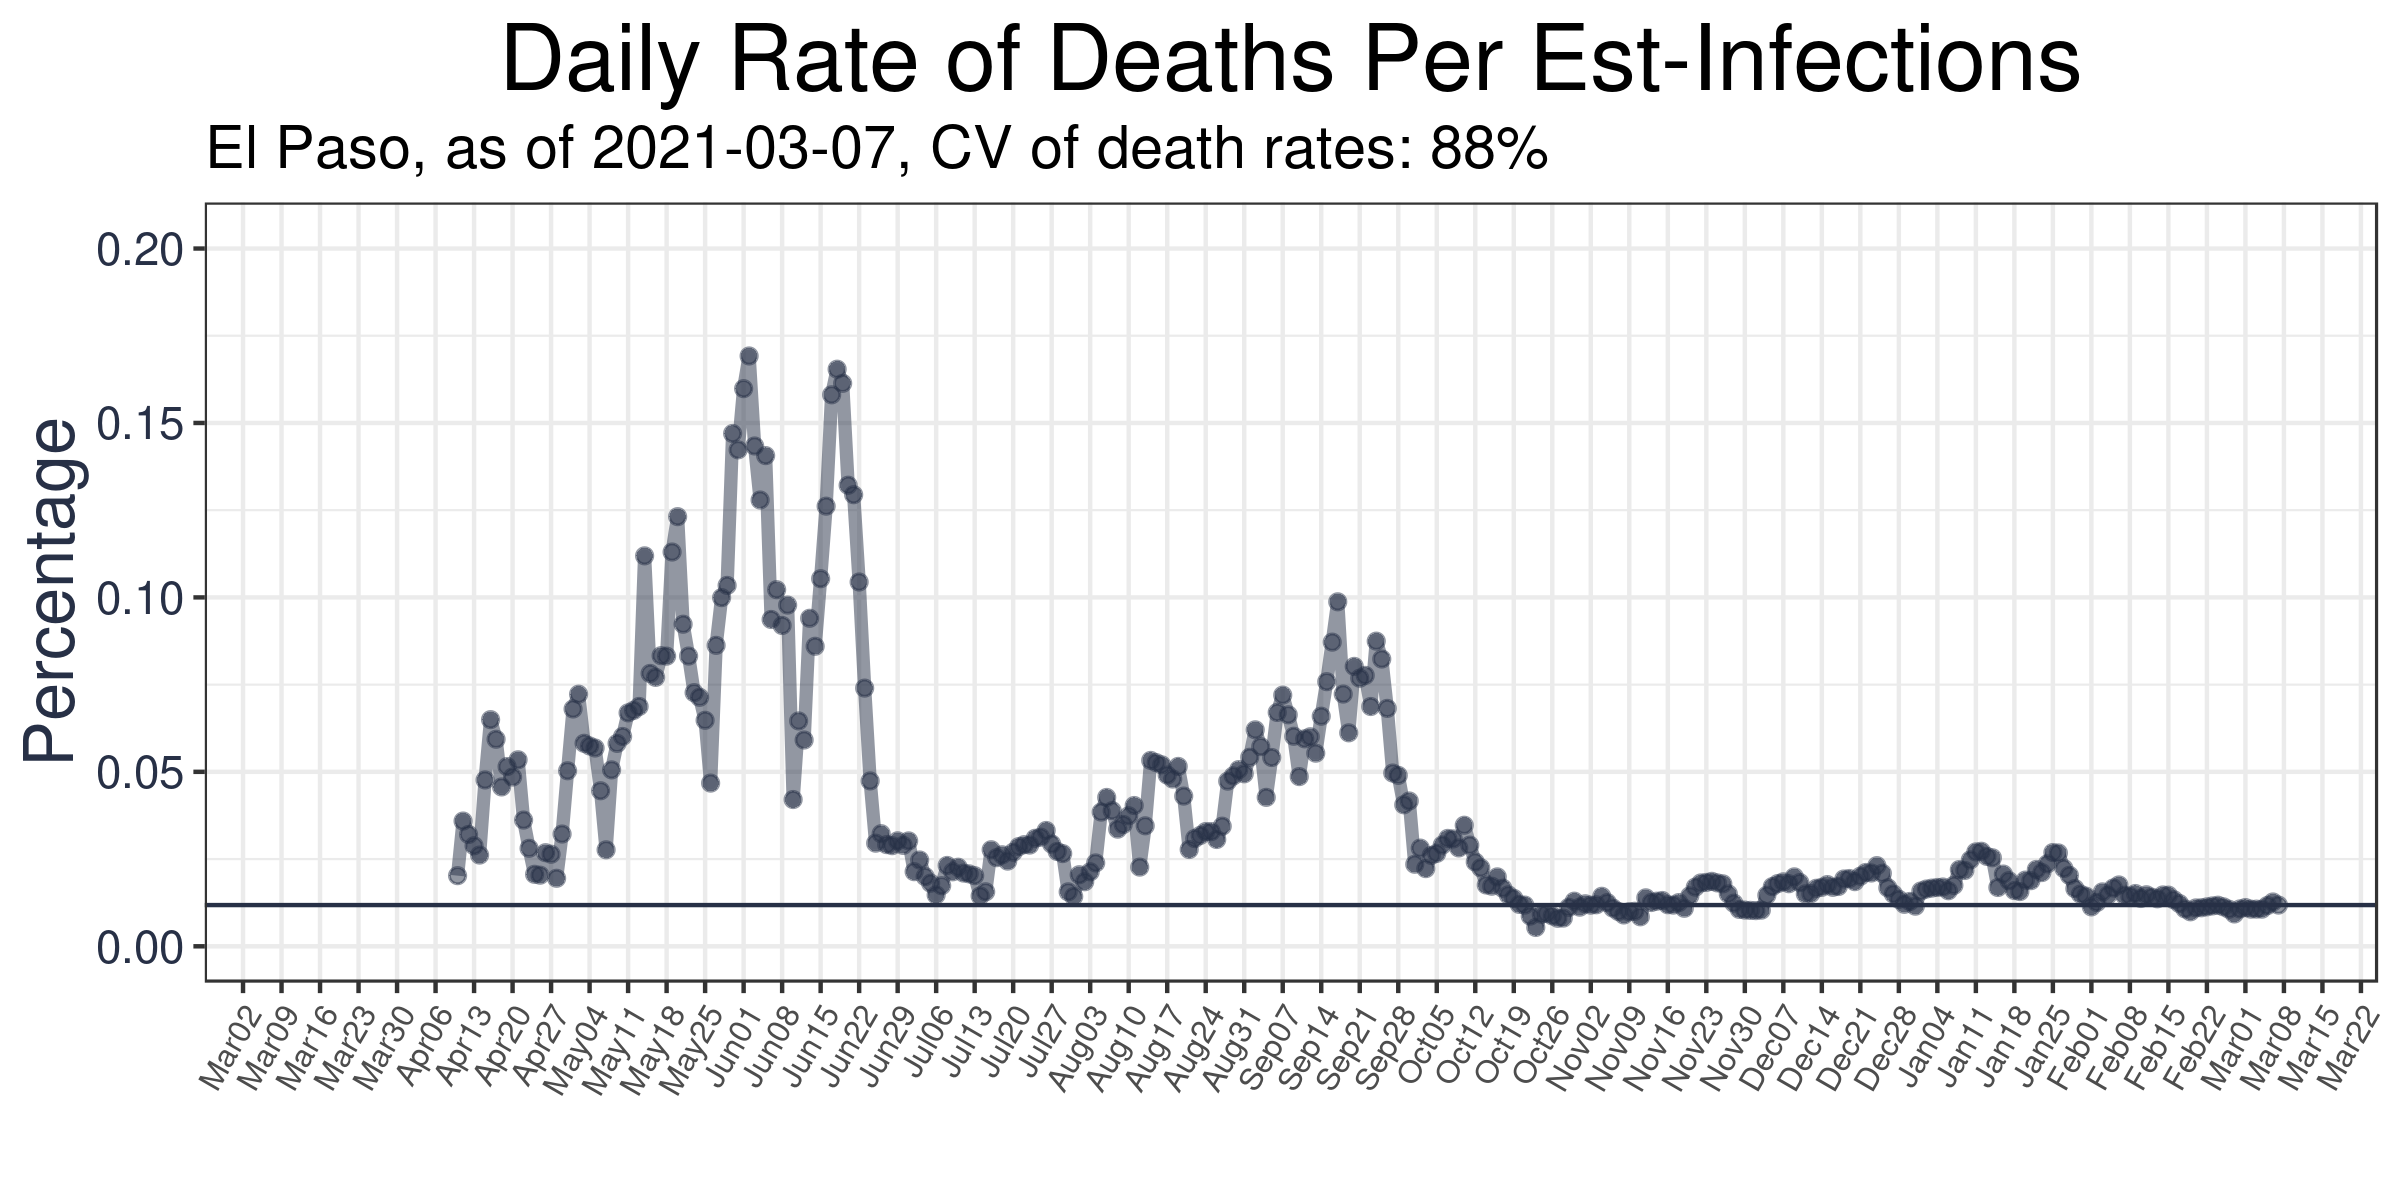 Daily Rate of Deaths Per Est-Infections
El Paso, as of 2021-03-07, CV of death rates: 88%
Percentage
0.20
0.15
0.10
0.05
0.00
Mar02 Mar09 Mar16 Mar23 Mar30 Apr06 Apr13 Apr20 Apr27 May04 May11 May18 May25 Jun01 Jun08 Jun15 Jun22 Jun29 Jul06 Jul13 Jul20 Jul27 Aug03 Aug10 Aug17 Aug24 Aug31 Sep07 Sep14 Sep21 Sep28 Oct05 Oct12 Oct19 Oct26 Nov02 Nov09 Nov16 Nov23 Nov30 Dec07 Dec14 Dec21 Dec28 Jan04 Jan11 Jan18 Jan25 Feb01 Feb08 Feb15 Feb22 Mar01 Mar08 Mar15 Mar22